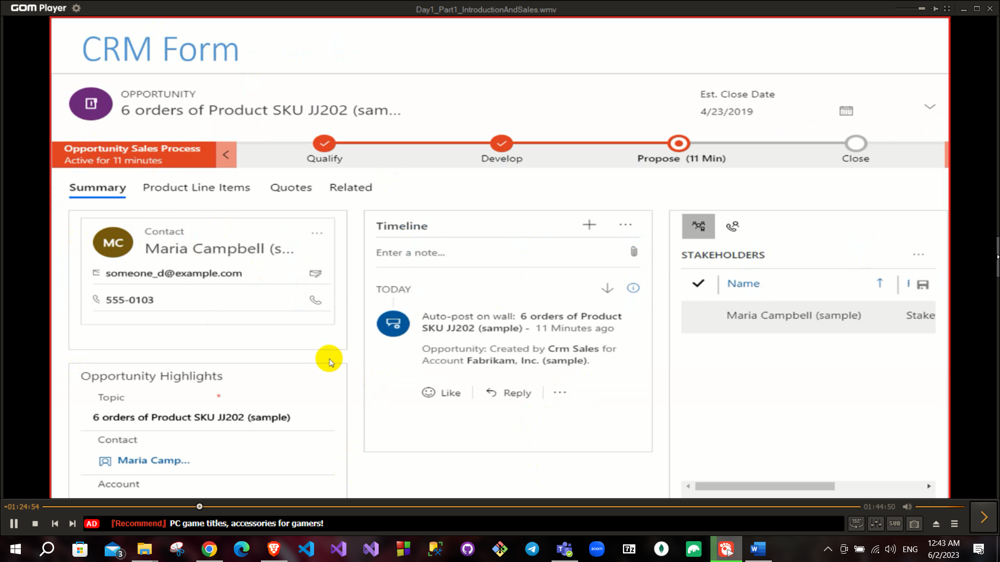 GOM Player
Day1_Part1_IntroductionAndSales.wmv
CRM Form
OPPORTUNITY
6 orders of Product SKU JJ202 (sam...
Est. Close Date
4/23/2019
Opportunity Sales Process
Active for 11 minutes
Qualify
Develop
Propose (11 Min)
Close
Summary
Product Line Items
Quotes
Related
MC
Contact
Maria Campbell (s...
someone_d@example.com
555-0103
Opportunity Highlights
Topic *
6 orders of Product SKU JJ202 (sample)
Contact
Maria Camp...
Account
Timeline
Enter a note...
TODAY
Auto-post on wall: 6 orders of Product
SKU JJ202 (sample) - 11 Minutes ago
Opportunity: Created by Crm Sales for
Account Fabrikam, Inc. (sample).
Like
Reply
STAKEHOLDERS
Name
Maria Campbell (sample)
Stake
-01:24:54
01:44:50
AD
『Recommend』 PC game titles, accessories for gamers!
360°
SUB
3
zoom
7z
W
ENG
12:43 AM
6/2/2023